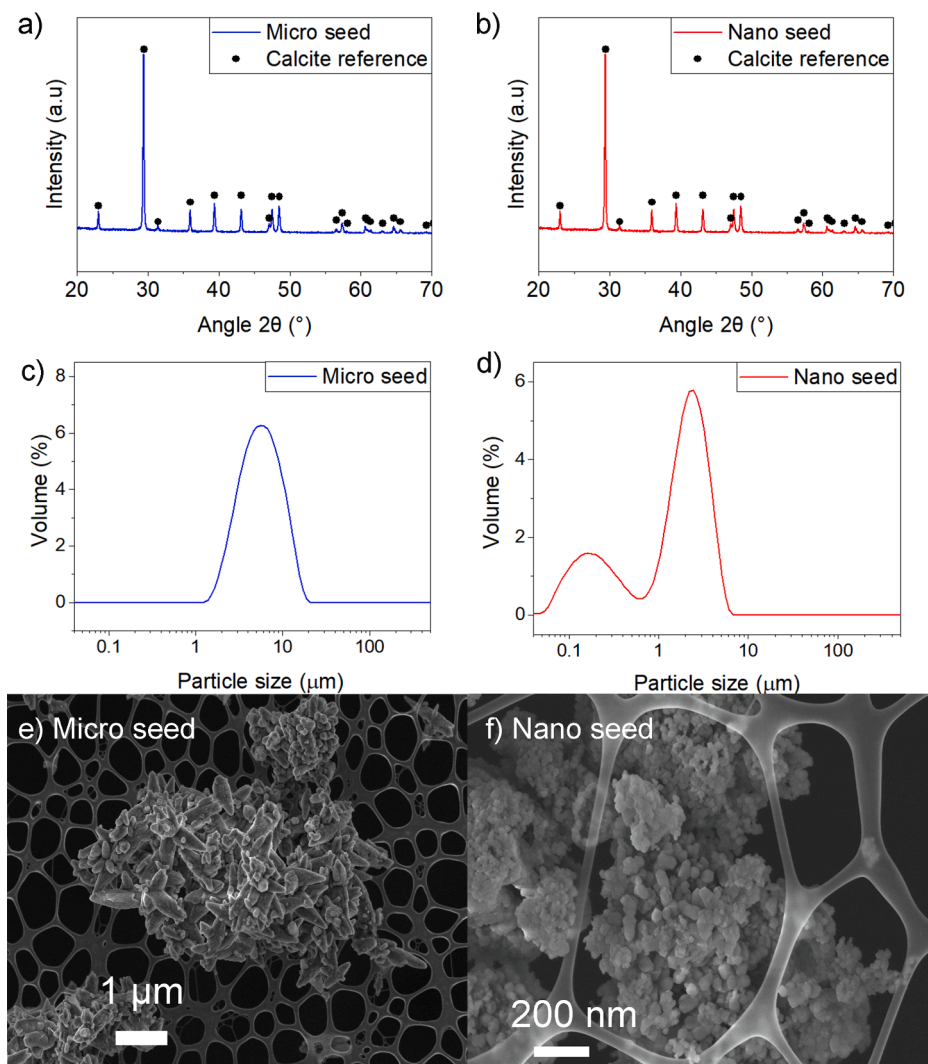 a)
Micro seed
Calcite reference
Intensity (a.u)
20 30 40 50 60 70
Angle 2θ (°)
b)
Nano seed
Calcite reference
Intensity (a.u)
20 30 40 50 60 70
Angle 2θ (°)
c)
Micro seed
Volume (%)
8
6
4
2
0
0.1 1 10 100
Particle size (μm)
d)
Nano seed
Volume (%)
6
4
2
0
0.1 1 10 100
Particle size (μm)
e) Micro seed
1 μm
f) Nano seed
200 nm